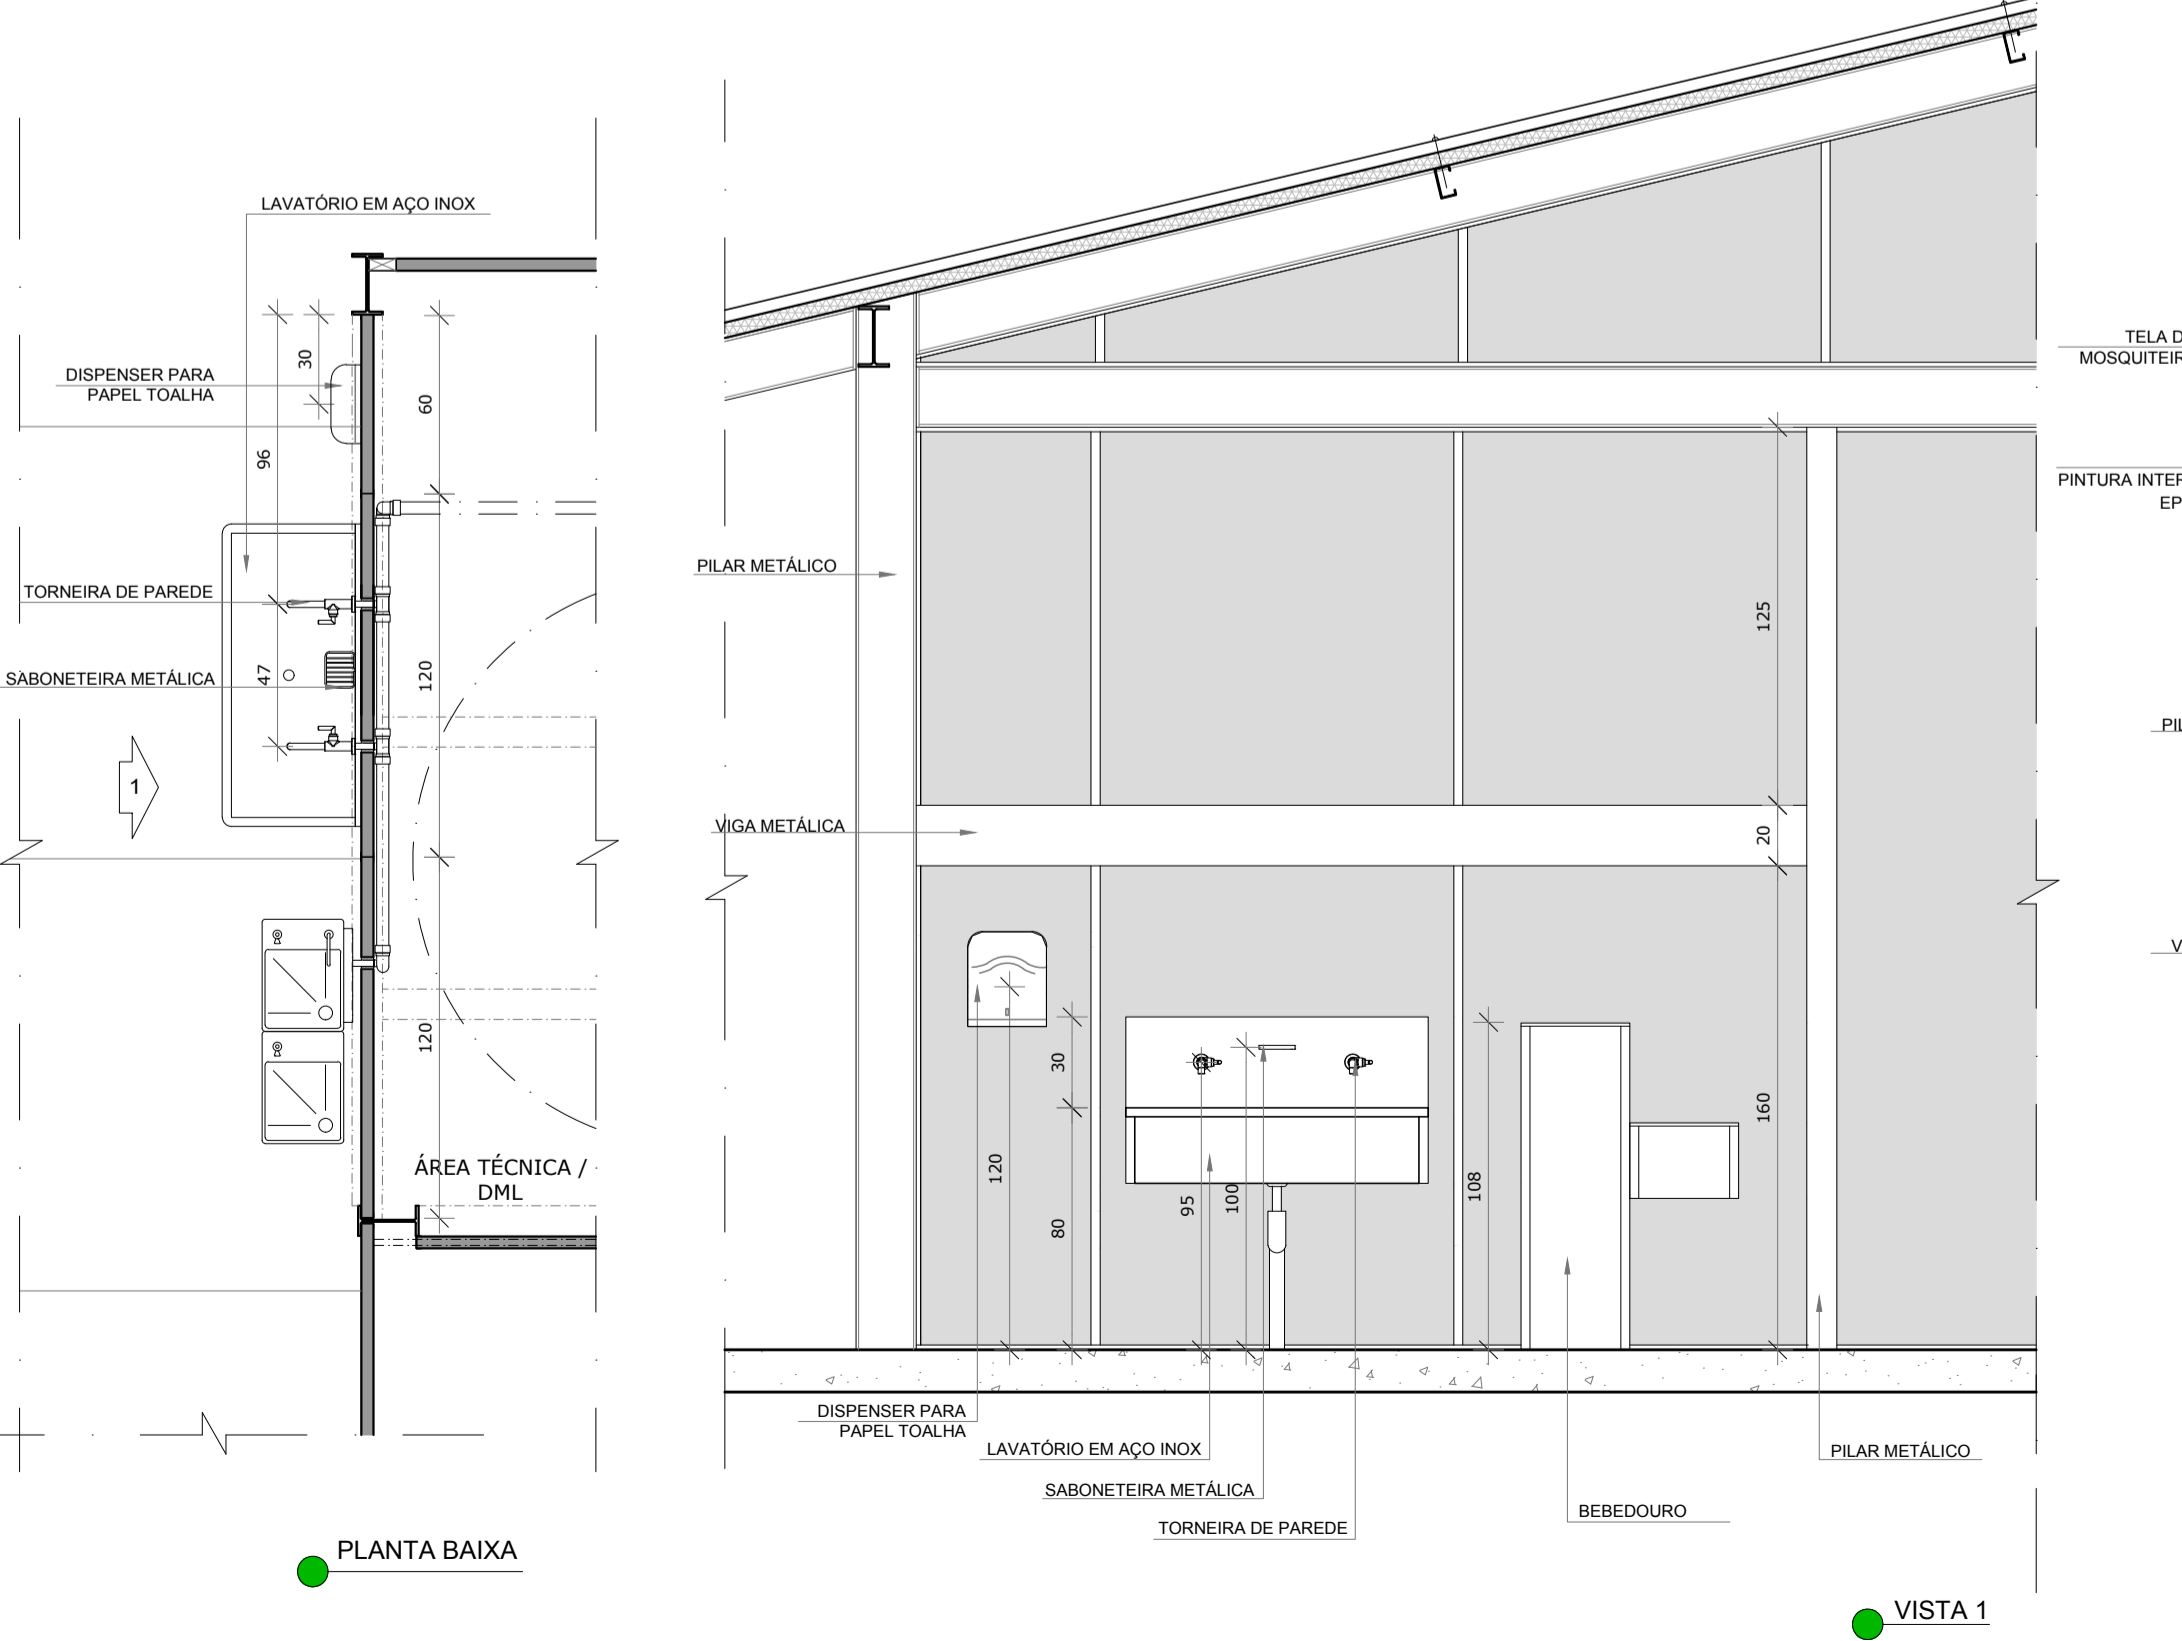 LAVATÓRIO EM AÇO INOX
DISPENSER PARA
PAPEL TOALHA
30
60
96
TORNEIRA DE PAREDE
SABONETEIRA METÁLICA
47
120
1
120
ÁREA TÉCNICA /
DML
PLANTA BAIXA
PILAR METÁLICO
125
VIGA METÁLICA
20
30
120
80
95
100
108
160
DISPENSER PARA
PAPEL TOALHA
LAVATÓRIO EM AÇO INOX
SABONETEIRA METÁLICA
TORNEIRA DE PAREDE
BEBEDOURO
PILAR METÁLICO
VISTA 1
TELA D
MOSQUITEIR
PINTURA INTER
EP
PIL
V